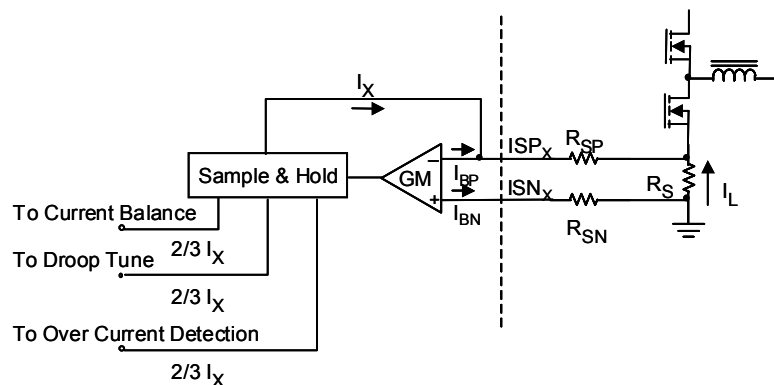 I_X
Sample & Hold
GM
−
+
I_BP
I_BN
ISP_X
ISN_X
R_SP
R_SN
R_S
I_L
To Current Balance
2/3 I_X
To Droop Tune
2/3 I_X
To Over Current Detection
2/3 I_X